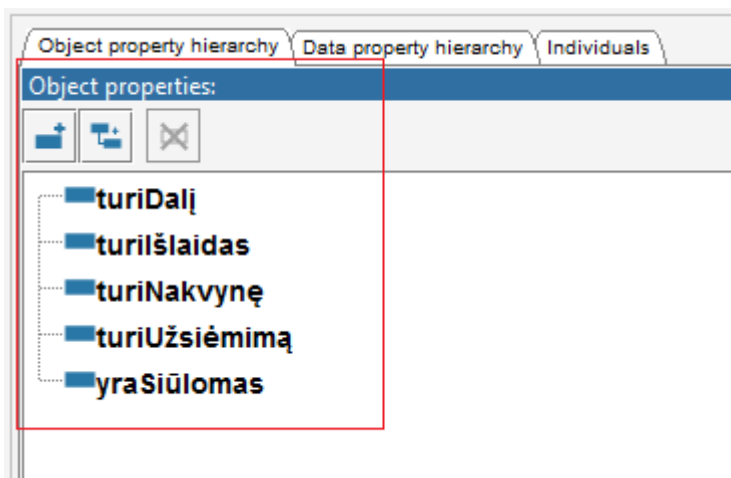 Object property hierarchy Data property hierarchy Individuals
Object properties:
turiDalį
turiIšlaidas
turiNakvynę
turiUžsiėmimą
yraSiūlomas